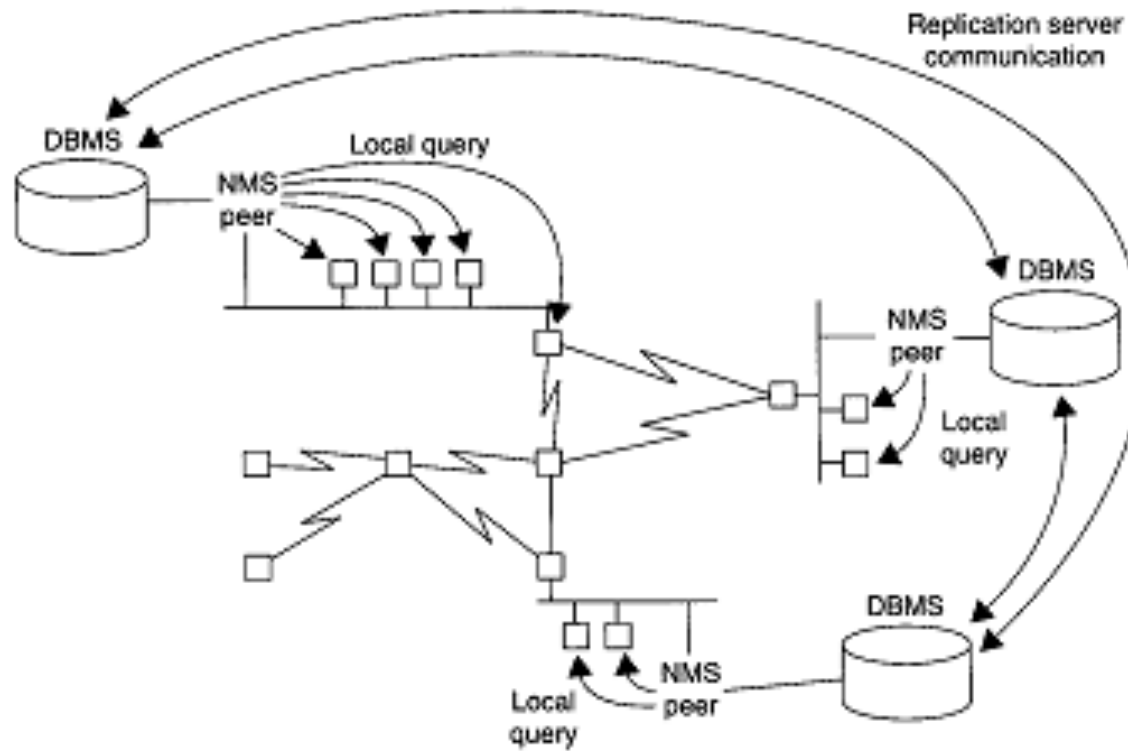 Replication server
communication
DBMS
Local query
NMS
peer
DBMS
NMS
peer
Local
query
DBMS
NMS
peer
Local
query